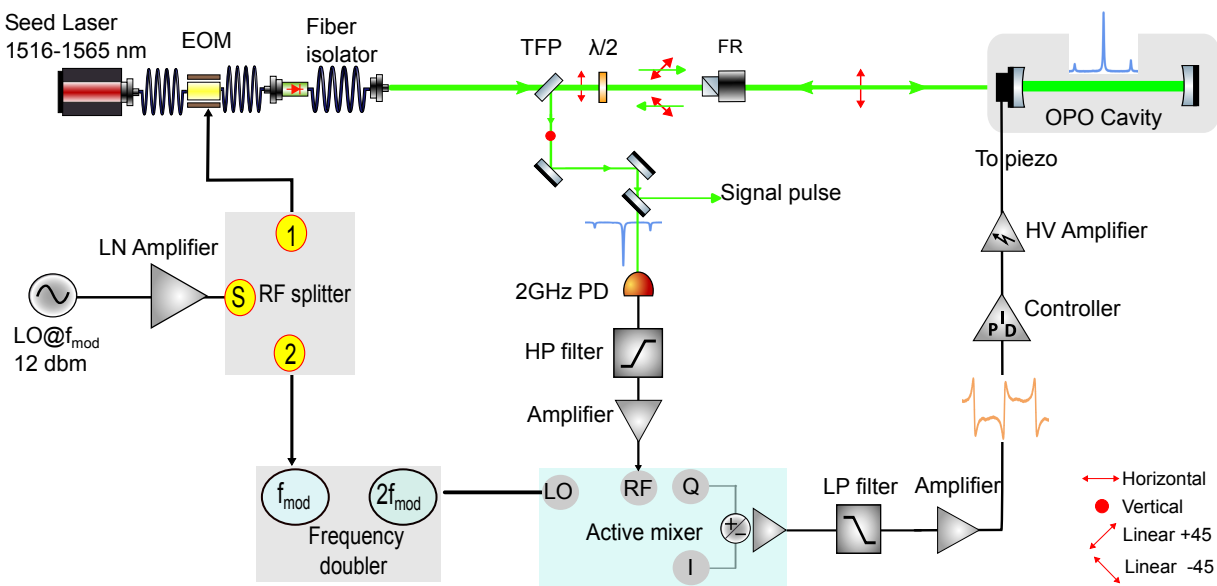 Seed Laser
1516-1565 nm
EOM
Fiber
isolator
TFP
λ/2
FR
OPO Cavity
To piezo
Signal pulse
LN Amplifier
1
S
RF splitter
2
LO@f_mod
12 dbm
2GHz PD
HP filter
Amplifier
HV Amplifier
Controller
P I D
f_mod
2f_mod
Frequency
doubler
LO
RF
Q
I
+/-
Active mixer
LP filter
Amplifier
Horizontal
Vertical
Linear +45
Linear -45